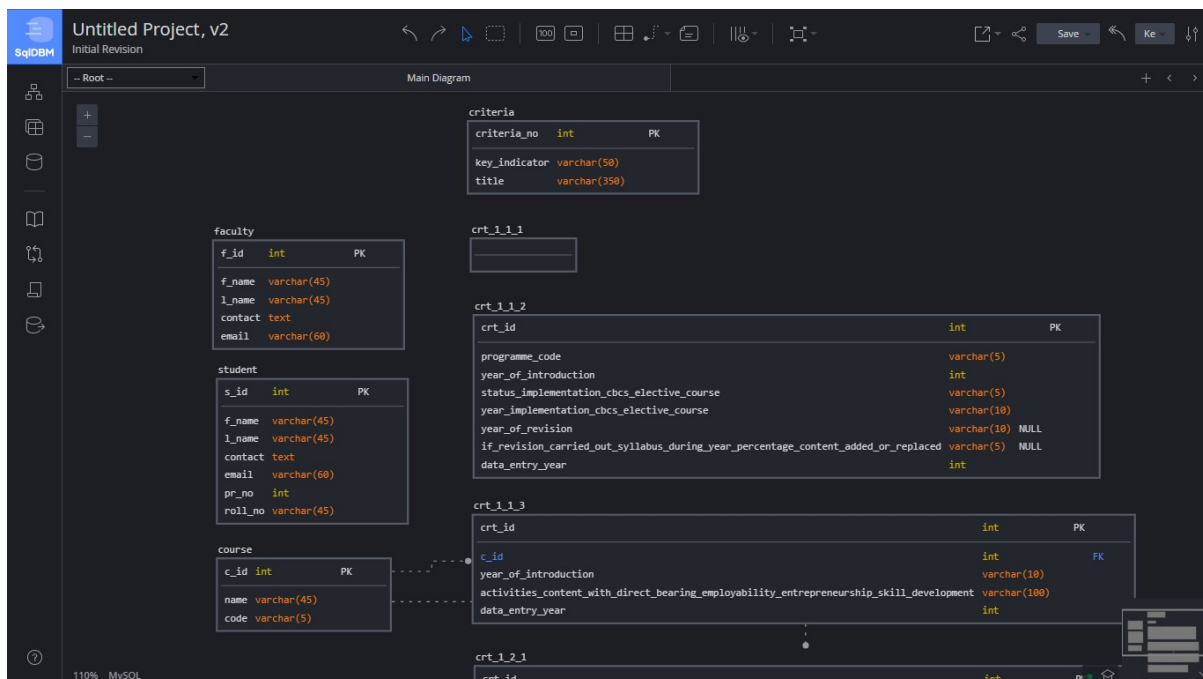 SqlDBM
Untitled Project, v2
Initial Revision
100
Save
Ke
-- Root --
Main Diagram
criteria
criteria_no int PK
key_indicator varchar(50)
title varchar(350)
faculty
f_id int PK
f_name varchar(45)
l_name varchar(45)
contact text
email varchar(60)
crt_1_1_1
crt_1_1_2
crt_id int PK
programme_code varchar(5)
year_of_introduction int
status_implementation_cbcs_elective_course varchar(5)
year_implementation_cbcs_elective_course varchar(10)
year_of_revision varchar(10) NULL
if_revision_carried_out_syllabus_during_year_percentage_content_added_or_replaced varchar(5) NULL
data_entry_year int
student
s_id int PK
f_name varchar(45)
l_name varchar(45)
contact text
email varchar(60)
pr_no int
roll_no varchar(45)
crt_1_1_3
crt_id int PK
c_id int FK
year_of_introduction varchar(10)
activities_content_with_direct_bearing_employability_entrepreneurship_skill_development varchar(100)
data_entry_year int
course
c_id int PK
name varchar(45)
code varchar(5)
crt_1_2_1
crt_id int
110% MySQL